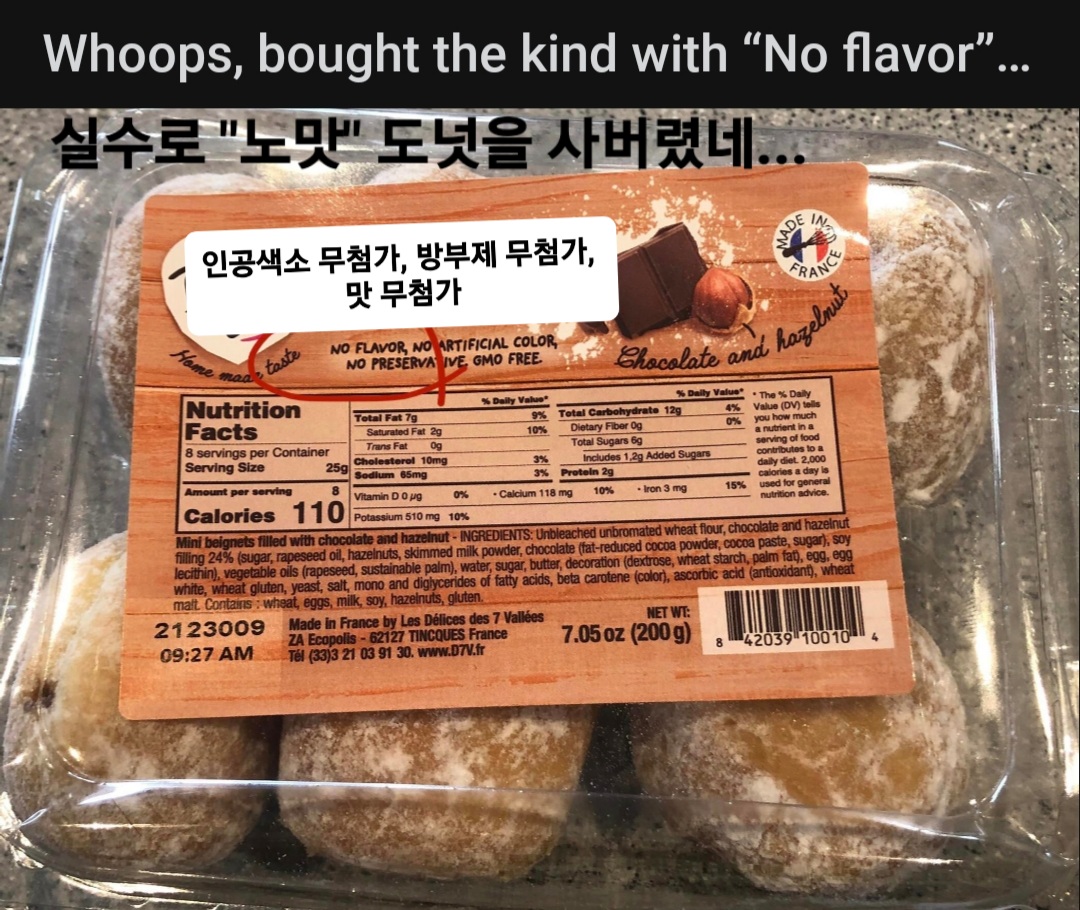 Whoops, bought the kind with “No flavor”...
실수로 "노맛" 도넛을 사버렸네...
인공색소 무첨가, 방부제 무첨가,
맛 무첨가
MADE IN
FRANCE
Home made taste
NO FLAVOR, NO ARTIFICIAL COLOR,
NO PRESERVATIVE, GMO FREE.
Chocolate and hazelnut
Nutrition
Facts
8 servings per Container
Serving Size 25g
Amount per serving 8
Calories 110
% Daily Value*
Total Fat 7g 9%
Saturated Fat 2g 10%
Trans Fat 0g
Cholesterol 10mg 3%
Sodium 65mg 3%
% Daily Value*
Total Carbohydrate 12g 4%
Dietary Fiber 0g 0%
Total Sugars 6g
Includes 1,2g Added Sugars
Protein 2g
Vitamin D 0 µg 0% • Calcium 118 mg 10% • Iron 3 mg 15%
Potassium 510 mg 10%
* The % Daily
Value (DV) tells
you how much
a nutrient in a
serving of food
contributes to a
daily diet. 2,000
calories a day is
used for general
nutrition advice.
Mini beignets filled with chocolate and hazelnut - INGREDIENTS: Unbleached unbromated wheat flour, chocolate and hazelnut
filling 24% (sugar, rapeseed oil, hazelnuts, skimmed milk powder, chocolate (fat-reduced cocoa powder, cocoa paste, sugar), soy
lecithin), vegetable oils (rapeseed, sustainable palm), water, sugar, butter, decoration (dextrose, wheat starch, palm fat), egg, egg
white, wheat gluten, yeast, salt, mono and diglycerides of fatty acids, beta carotene (color), ascorbic acid (antioxidant), wheat
malt. Contains : wheat, eggs, milk, soy, hazelnuts, gluten.
2123009
09:27 AM
Made in France by Les Délices des 7 Vallées
ZA Ecopolis - 62127 TINCQUES France
Tél (33)3 21 03 91 30. www.D7V.fr
NET WT:
7.05 oz (200 g)
8 42039 10010 4